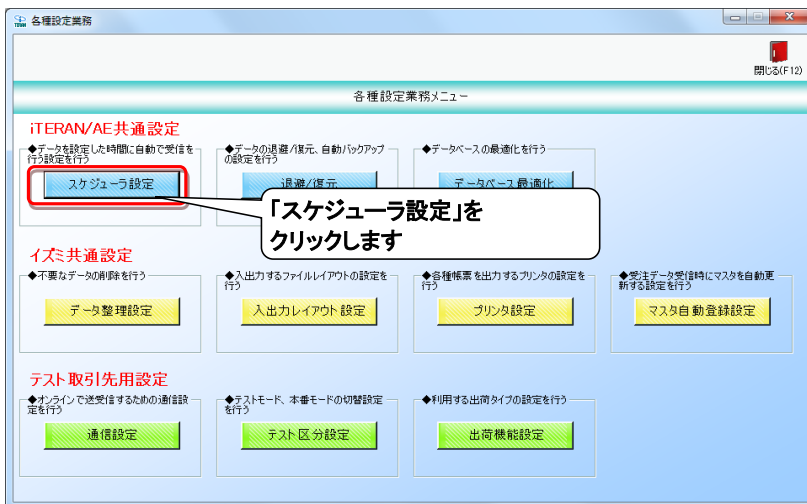 各種設定業務
閉じる(F12)
各種設定業務メニュー
iTERAN/AE共通設定
◆データを設定した時間に自動で受信を
行う設定を行う
スケジューラ設定
◆データの退避/復元、自動バックアップ
の設定を行う
退避/復元
◆データベースの最適化を行う
データベース最適化
「スケジューラ設定」を
クリックします
イズミ共通設定
◆不要なデータの削除を行う
データ整理設定
◆入出力するファイルレイアウトの設定を
行う
入出力レイアウト設定
◆各種帳票を出力するプリンタの設定を
行う
プリンタ設定
◆受注データ受信時にマスタを自動更
新する設定を行う
マスタ自動登録設定
テスト取引先用設定
◆オンラインで送受信するための通信設
定を行う
通信設定
◆テストモード、本番モードの切替設定
を行う
テスト区分設定
◆利用する出荷タイプの設定を行う
出荷機能設定